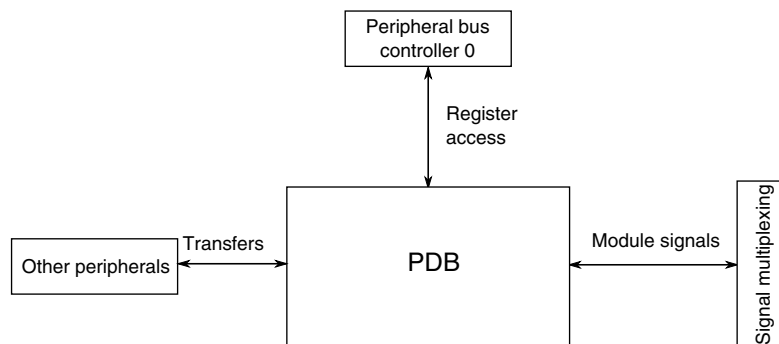 Peripheral bus
controller 0
Register
access
Transfers
Other peripherals
PDB
Module signals
Signal multiplexing